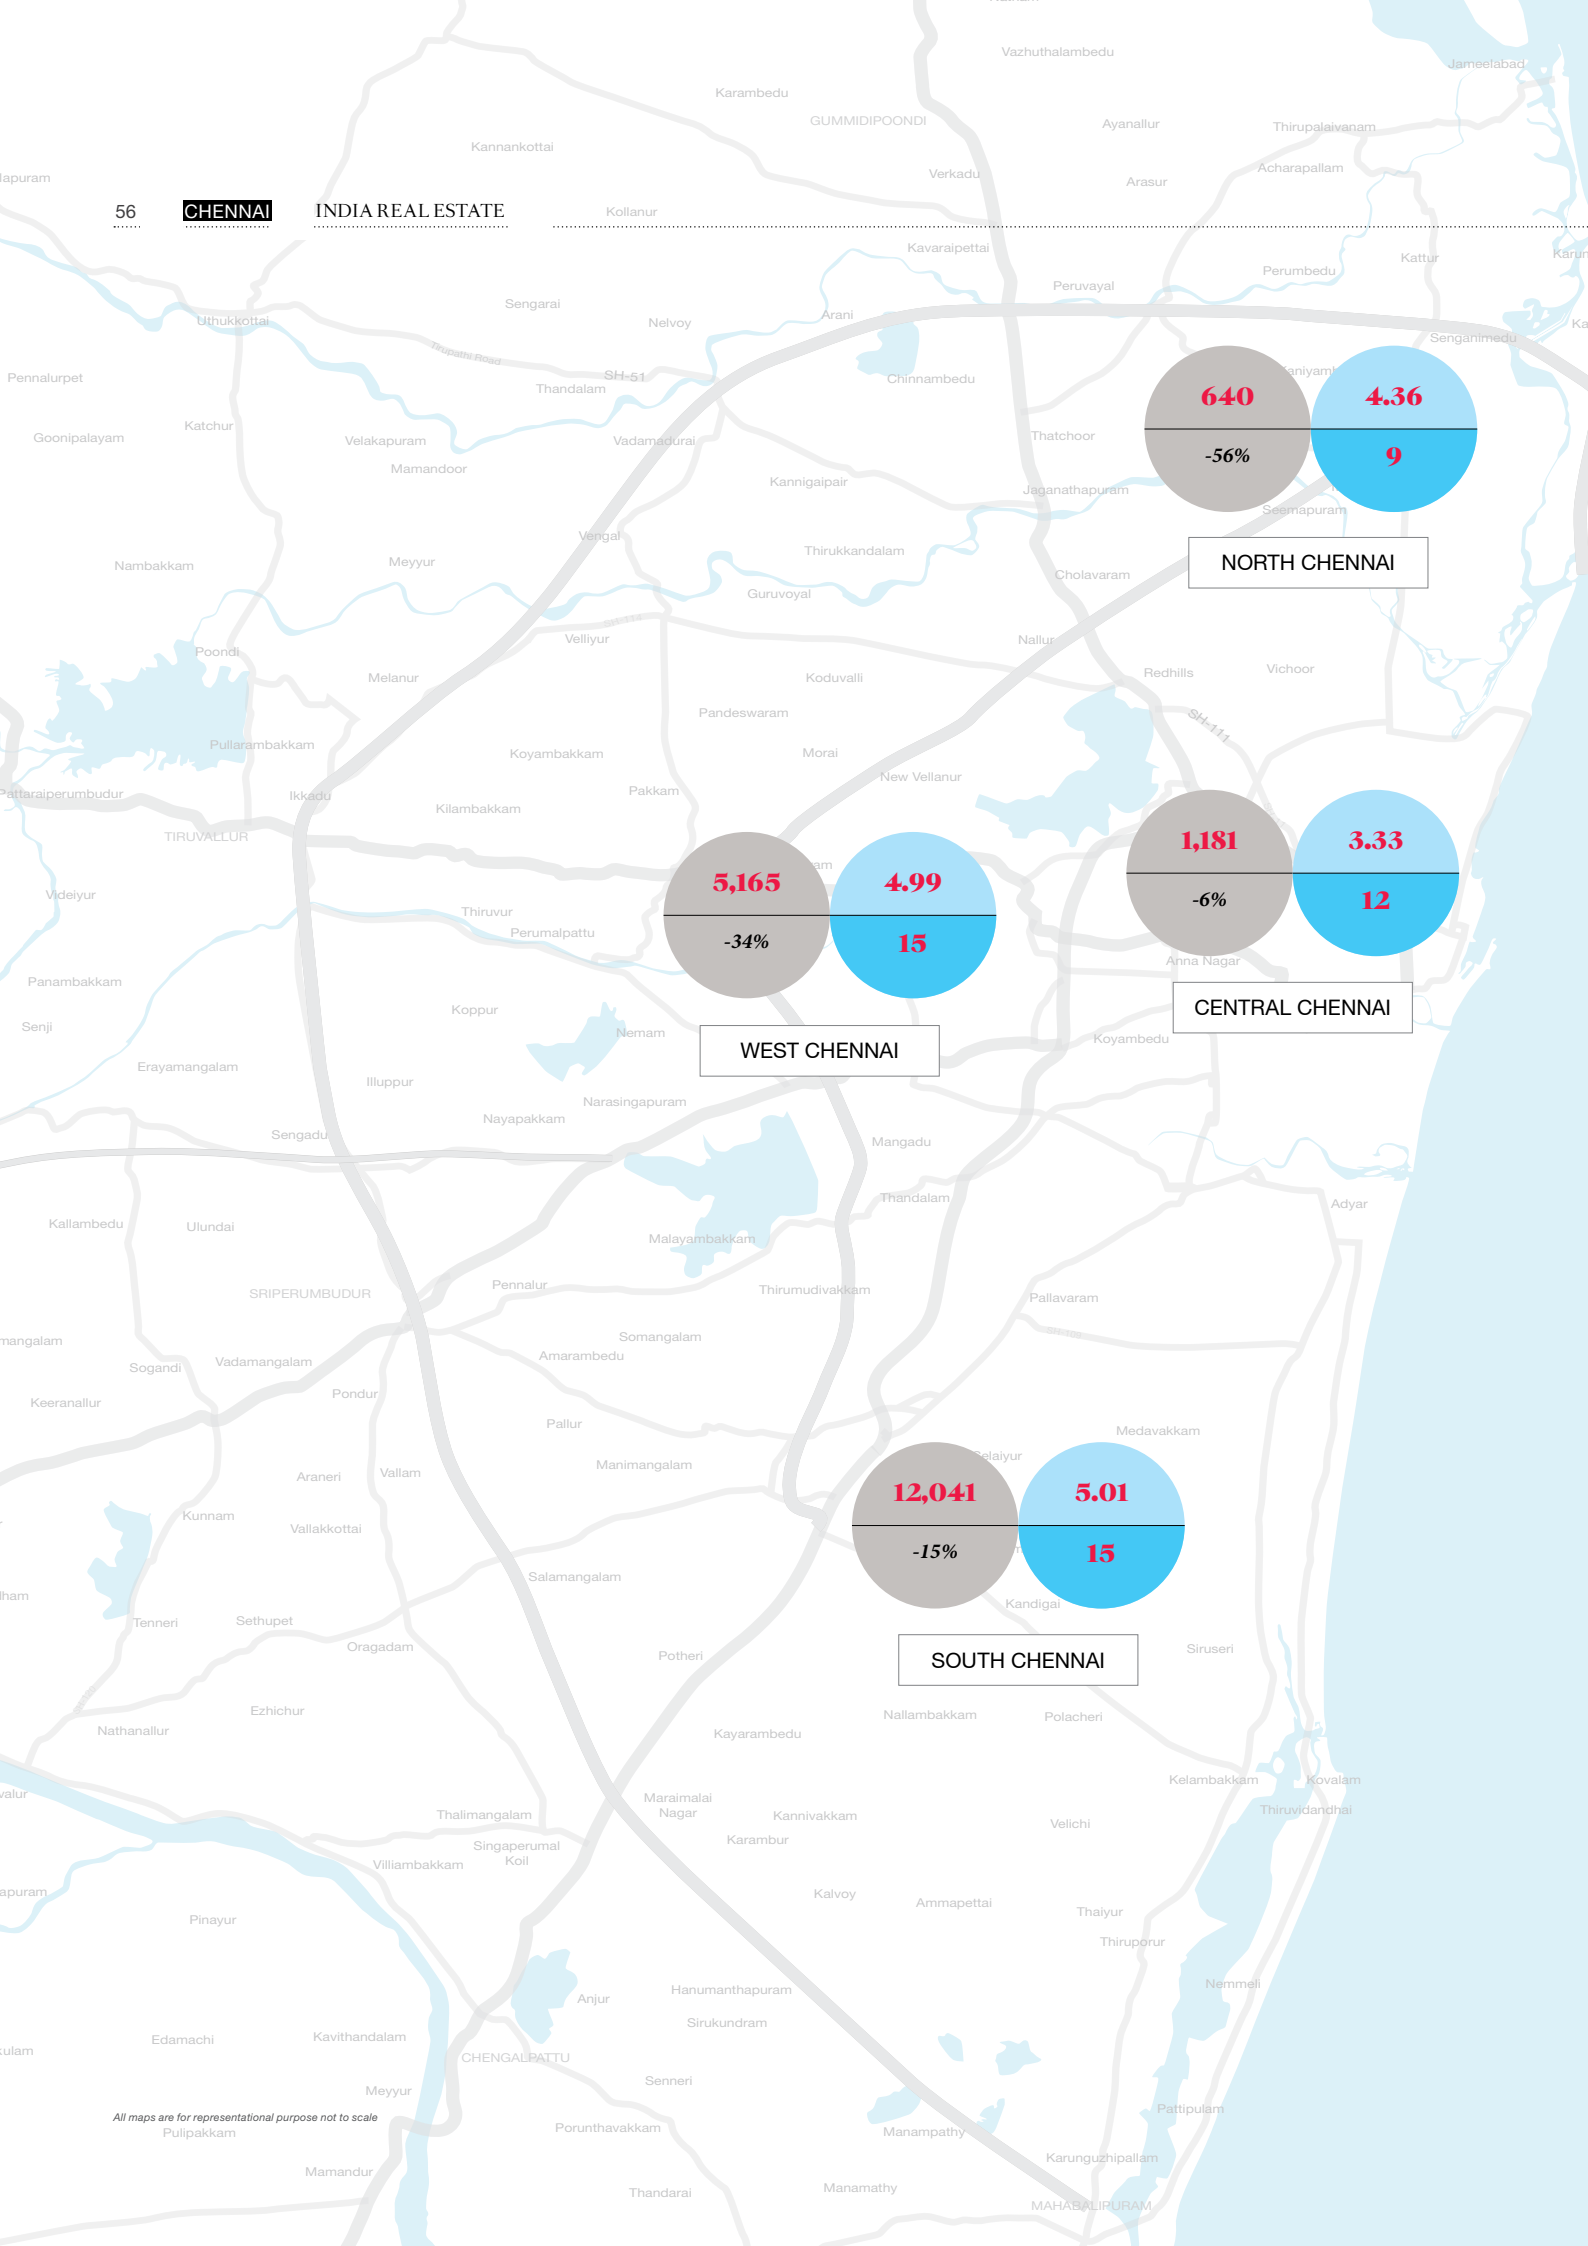 Vazhuthalambedu
Jameelabad
Karambedu
GUMMIDIPOONDI
Ayanallur
Thirupalaivanam
Kannankottai
Acharapallam
Verkadu
Arasur
lapuram
56
CHENNAI
INDIA REAL ESTATE
Kollanur
Kavaraipettai
Kattur
Perumbedu
Peruvayal
Sengarai
Arani
Uthukkottai
Nelvoy
Senganimedu
Tirupathi Road
SH-51
Pennalurpet
Thandalam
Chinnambedu
640
4.36
-56%
9
Katchur
Goonipalayam
Velakapuram
Vadamadurai
Thatchoor
Mamandoor
Kannigaipair
Jaganathapuram
Seemapuram
Vengal
Thirukkandalam
NORTH CHENNAI
Nambakkam
Meyyur
Cholavaram
Guruvoyal
Velliyur
Nallur
Poondi
Melanur
Koduvalli
Redhills
Vichoor
Pandeswaram
SH-111
Pullarambakkam
Koyambakkam
Morai
New Vellanur
Pattaraiperumbudur
Ikkadu
Pakkam
Kilambakkam
TIRUVALLUR
1,181
3.33
-6%
12
5,165
4.99
-34%
15
Videiyur
Thiruvur
Perumalpattu
Anna Nagar
Panambakkam
CENTRAL CHENNAI
Koppur
Senji
Nemam
Koyambedu
WEST CHENNAI
Erayamangalam
Illuppur
Narasingapuram
Nayapakkam
Sengadu
Mangadu
Thandalam
Adyar
Kallambedu
Ulundai
Malayambakkam
Pennalur
Thirumudivakkam
SRIPERUMBUDUR
Pallavaram
mangalam
Somangalam
Amarambedu
Sogandi
Vadamangalam
Pondur
Keeranallur
Pallur
Medavakkam
Selaiyur
Manimangalam
Araneri
Vallam
12,041
5.01
-15%
15
Kunnam
Vallakkottai
Salamangalam
Kandigai
Tenneri
Sethupet
Oragadam
Potheri
SOUTH CHENNAI
Siruseri
Ezhichur
Nallambakkam
Polacheri
Nathanallur
Kayarambedu
Kelambakkam
Kovalam
Maraimalai
Nagar
Thiruvidandhai
Thalimangalam
Kannivakkam
Velichi
Karambur
Singaperumal
Koil
Villiambakkam
apuram
Kalvoy
Ammapettai
Thaiyur
Pinayur
Thiruporur
Nemmeli
Hanumanthapuram
Anjur
Sirukundram
Edamachi
Kavithandalam
CHENGALPATTU
Senneri
Meyyur
Pattipulam
All maps are for representational purpose not to scale
Pulipakkam
Porunthavakkam
Manampathy
Karunguzhipallam
Mamandur
Manamathy
Thandarai
MAHABALIPURAM